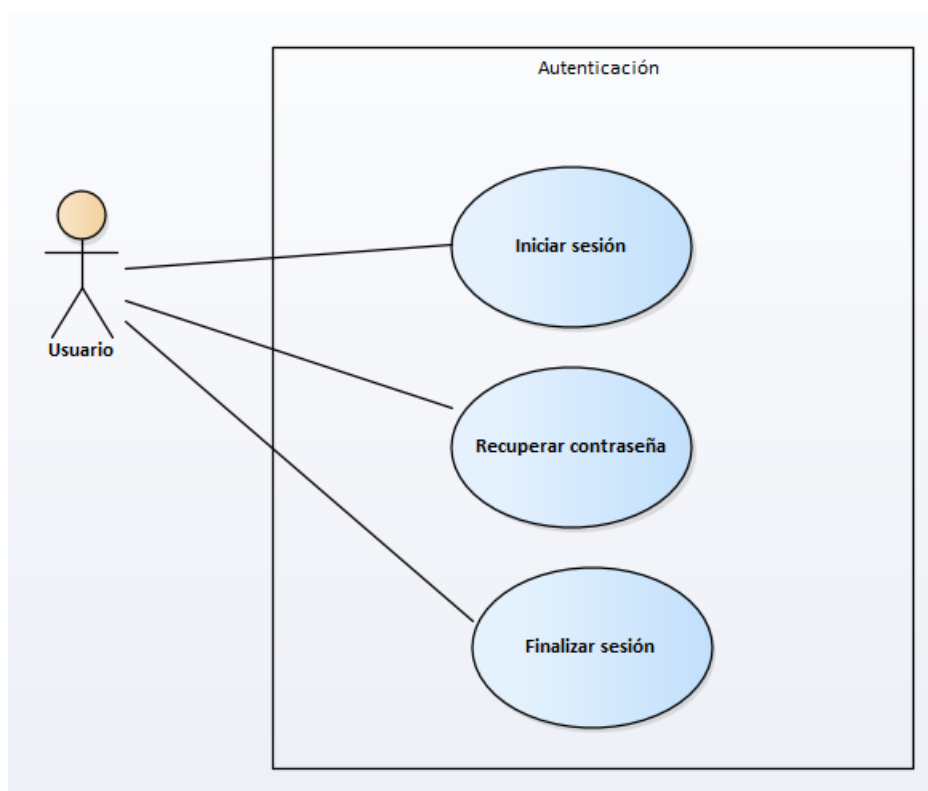 Autenticación
Iniciar sesión
Usuario
Recuperar contraseña
Finalizar sesión